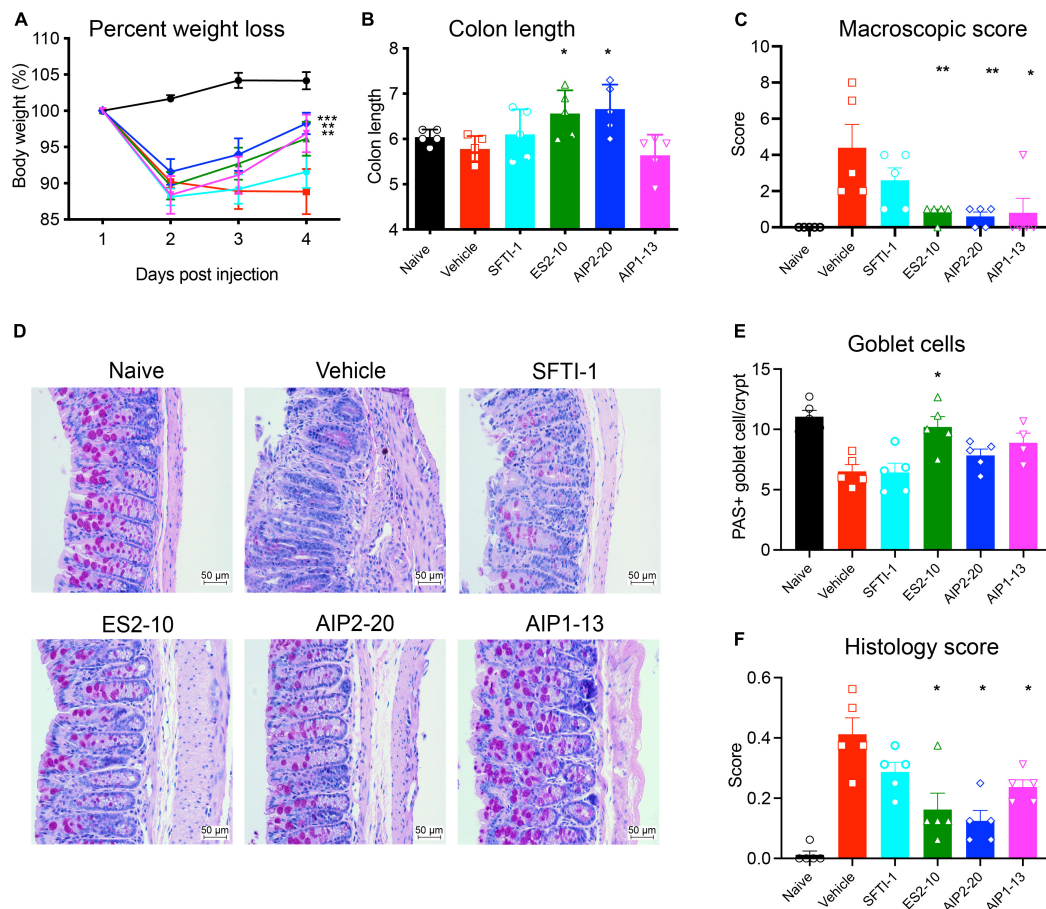 A
Percent weight loss
110
105
100
95
90
85
Body weight (%)
***
**
**
1 2 3 4
Days post injection
B
Colon length
8
7
6
5
4
Colon length
* *
Naive Vehicle SFTI-1 ES2-10 AIP2-20 AIP1-13
C
Macroscopic score
10
8
6
4
2
0
Score
** ** *
Naive Vehicle SFTI-1 ES2-10 AIP2-20 AIP1-13
D
Naive Vehicle SFTI-1
50 µm 50 µm 50 µm
ES2-10 AIP2-20 AIP1-13
50 µm 50 µm 50 µm
E
Goblet cells
15
10
5
0
PAS+ goblet cell/crypt
*
Naive Vehicle SFTI-1 ES2-10 AIP2-20 AIP1-13
F
Histology score
0.6
0.4
0.2
0.0
Score
* * *
Naive Vehicle SFTI-1 ES2-10 AIP2-20 AIP1-13